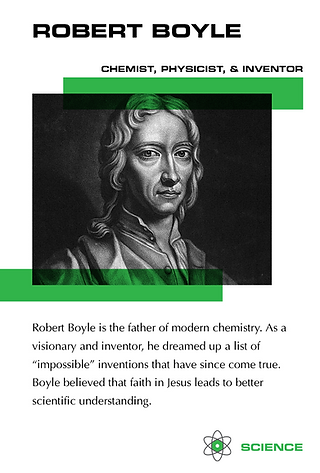 ROBERT BOYLE
CHEMIST, PHYSICIST, & INVENTOR
Robert Boyle is the father of modern chemistry. As a
visionary and inventor, he dreamed up a list of
“impossible” inventions that have since come true.
Boyle believed that faith in Jesus leads to better
scientific understanding.
SCIENCE